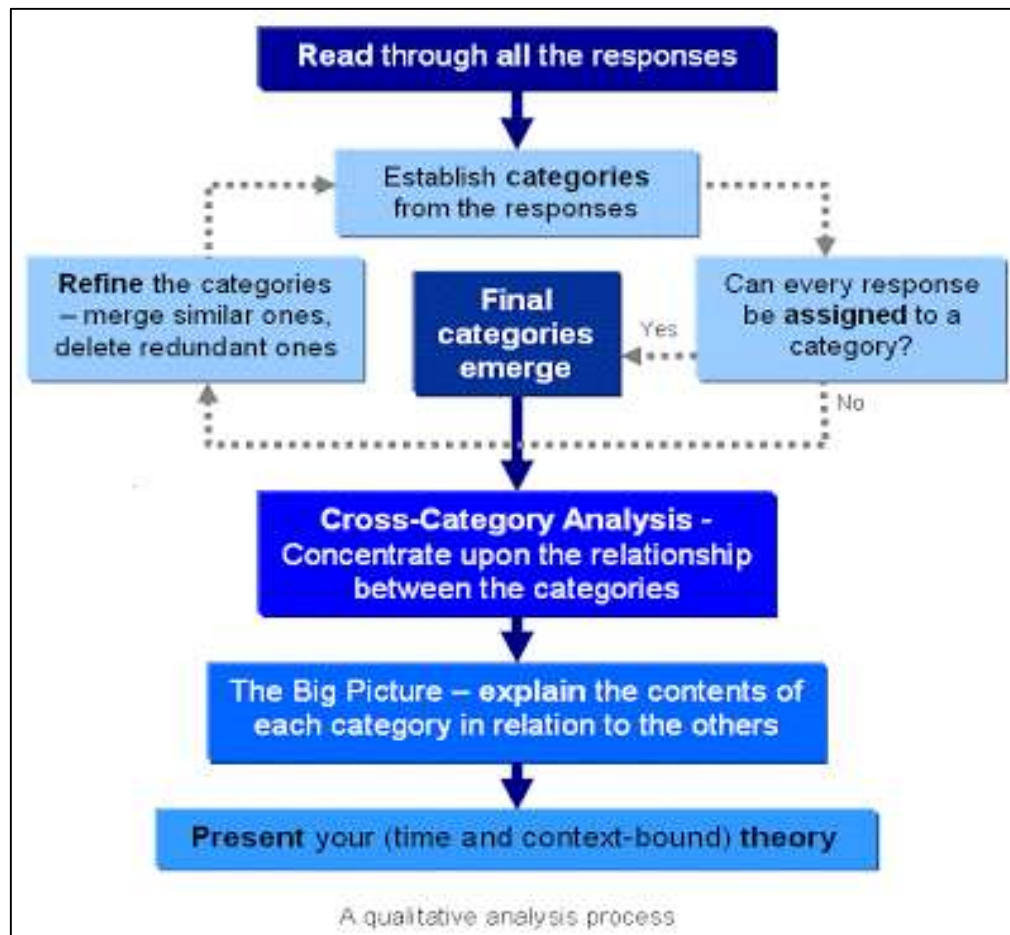 Read through all the responses
Establish categories
from the responses
Refine the categories
– merge similar ones,
delete redundant ones
Final
categories
emerge
Yes
Can every response
be assigned to a
category?
No
Cross-Category Analysis -
Concentrate upon the relationship
between the categories
The Big Picture – explain the contents of
each category in relation to the others
Present your (time and context-bound) theory
A qualitative analysis process